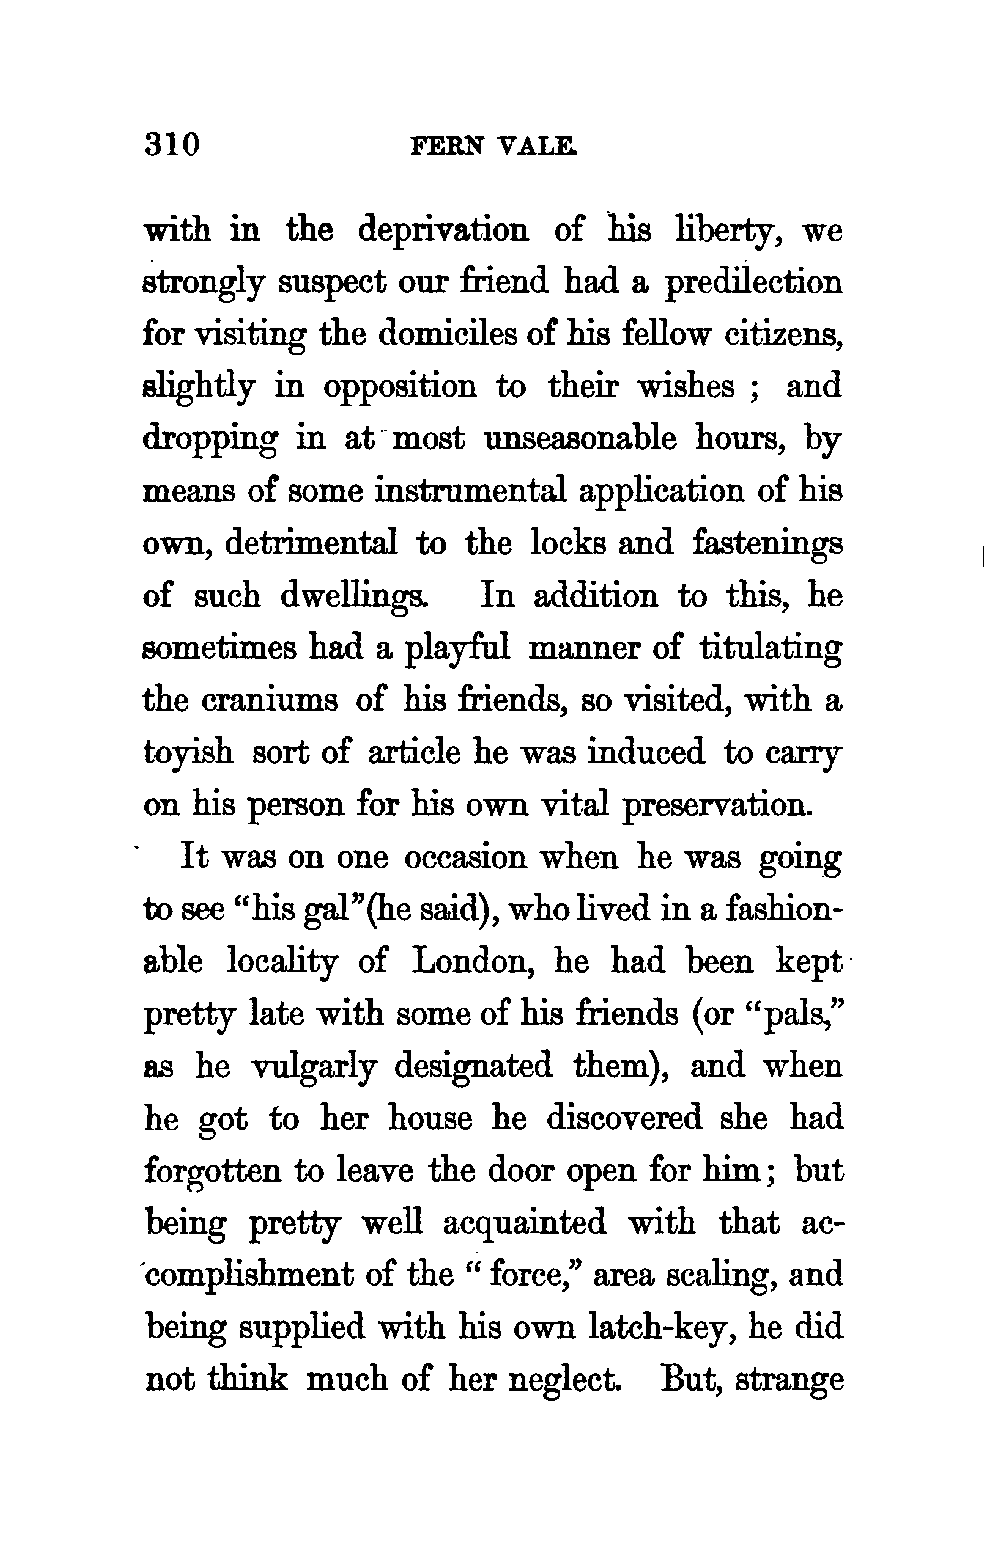 310 FERN VALE.
with in the deprivation of his liberty, we
strongly suspect our friend had a predilection
for visiting the domiciles of his fellow citizens,
slightly in opposition to their wishes ; and
dropping in at most unseasonable hours, by
means of some instrumental application of his
own, detrimental to the locks and fastenings
of such dwellings. In addition to this, he
sometimes had a playful manner of titulating
the craniums of his friends, so visited, with a
toyish sort of article he was induced to carry
on his person for his own vital preservation.
It was on one occasion when he was going
to see “his gal”(he said), who lived in a fashion-
able locality of London, he had been kept
pretty late with some of his friends (or “pals,”
as he vulgarly designated them), and when
he got to her house he discovered she had
forgotten to leave the door open for him; but
being pretty well acquainted with that ac-
complishment of the “ force,” area scaling, and
being supplied with his own latch-key, he did
not think much of her neglect. But, strange